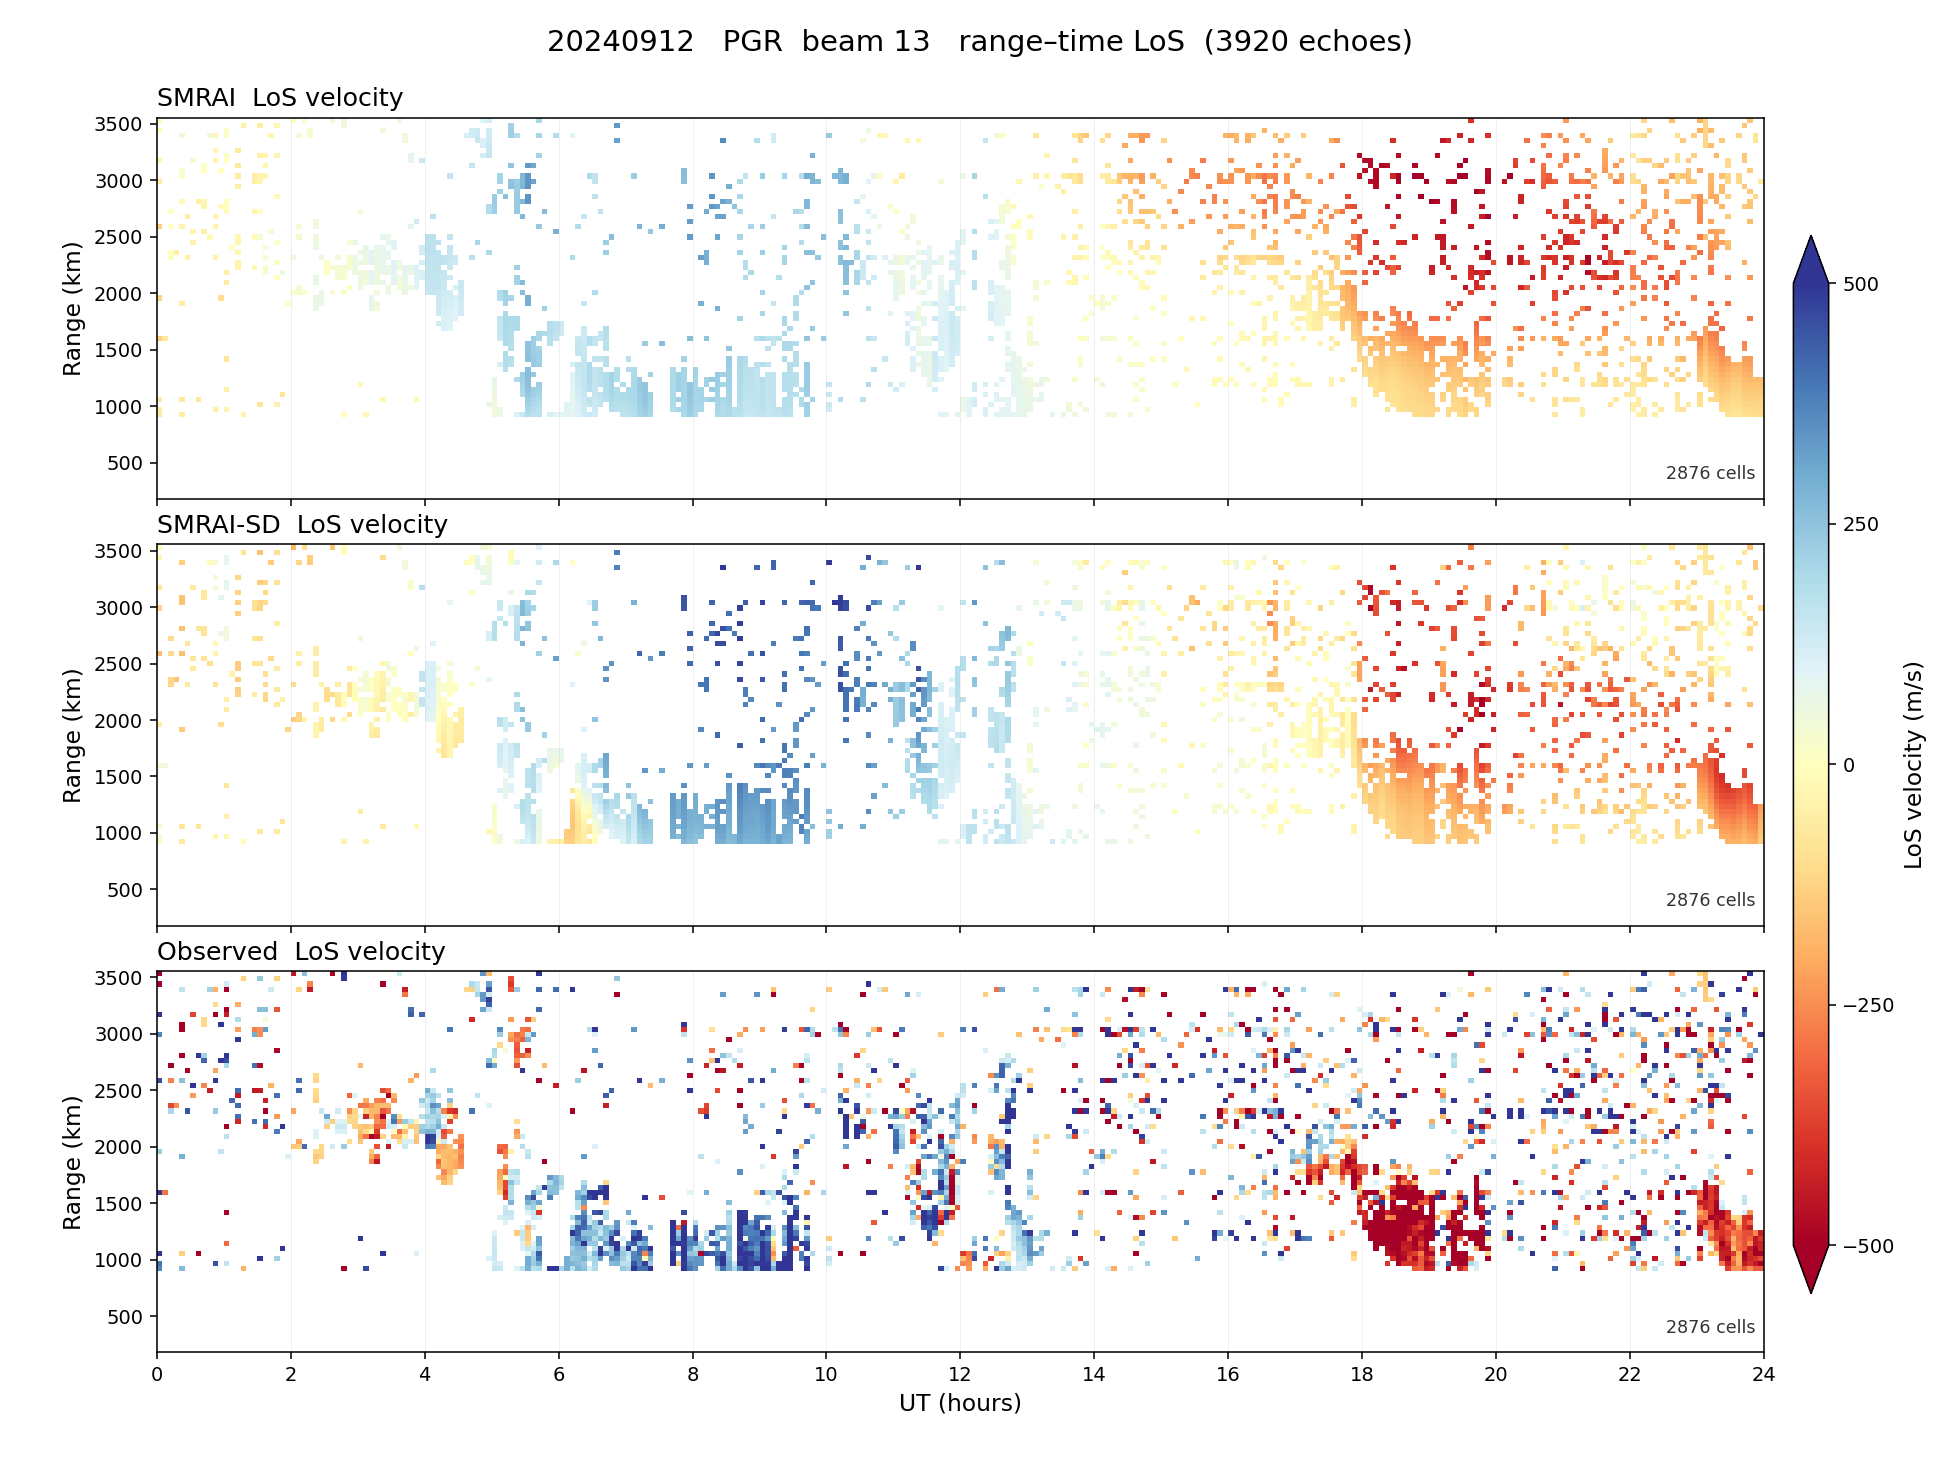 20240912   PGR  beam 13   range–time LoS  (3920 echoes)
SMRAI  LoS velocity
3500
3000
2500
2000
1500
1000
500
Range (km)
2876 cells
SMRAI-SD  LoS velocity
3500
3000
2500
2000
1500
1000
500
Range (km)
2876 cells
Observed  LoS velocity
3500
3000
2500
2000
1500
1000
500
Range (km)
2876 cells
0 2 4 6 8 10 12 14 16 18 20 22 24
UT (hours)
500
250
0
−250
−500
LoS velocity (m/s)